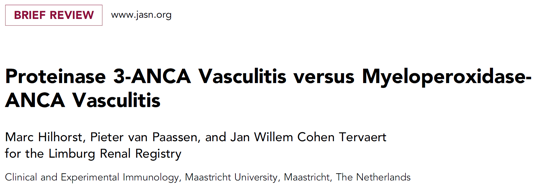 BRIEF REVIEW www.jasn.org
Proteinase 3-ANCA Vasculitis versus Myeloperoxidase-
ANCA Vasculitis
Marc Hilhorst, Pieter van Paassen, and Jan Willem Cohen Tervaert
for the Limburg Renal Registry
Clinical and Experimental Immunology, Maastricht University, Maastricht, The Netherlands